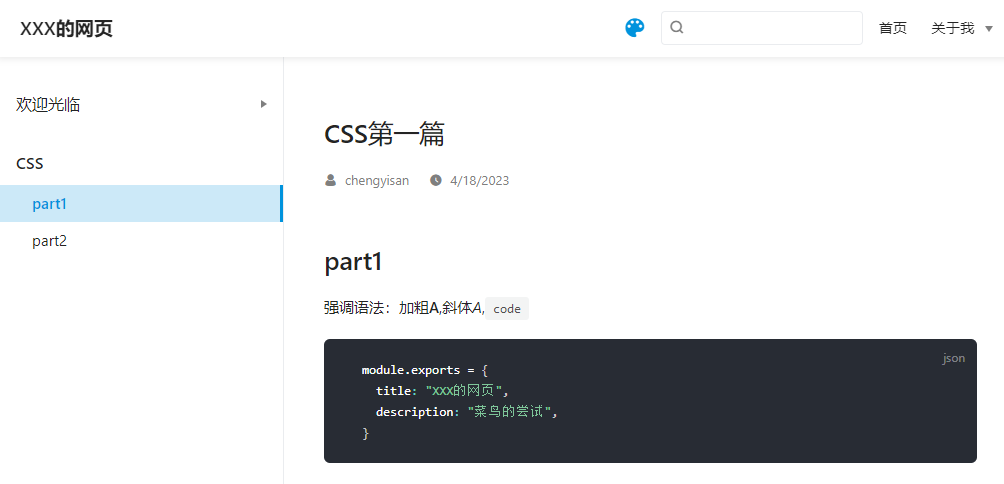 XXX的网页
首页 关于我
欢迎光临
CSS
part1
part2
CSS第一篇
chengyisan 4/18/2023
part1
强调语法：加粗A,斜体A, code
json
module.exports = {
title: "XXX的网页",
description: "菜鸟的尝试",
}